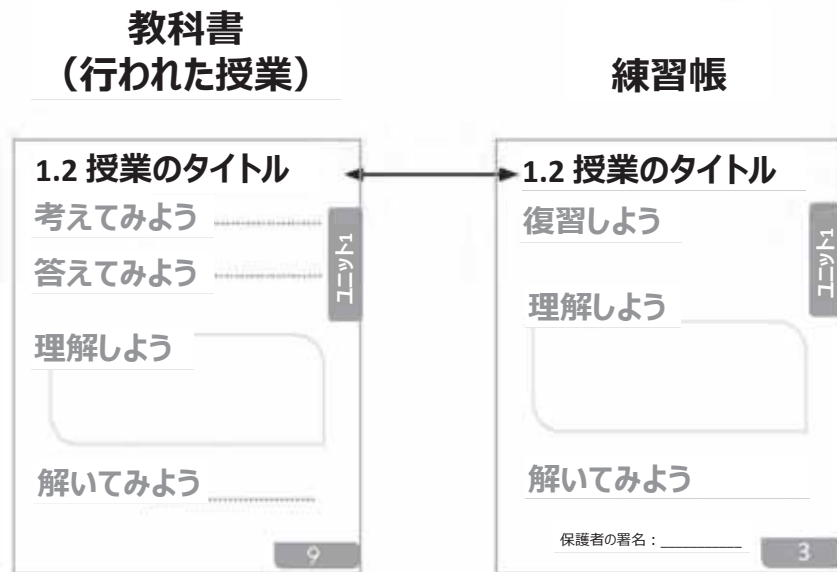 教科書
（行われた授業）
1.2 授業のタイトル
考えてみよう
答えてみよう
ユニット1
理解しよう
解いてみよう
9
練習帳
1.2 授業のタイトル
復習しよう
ユニット1
理解しよう
解いてみよう
保護者の署名：___________
3